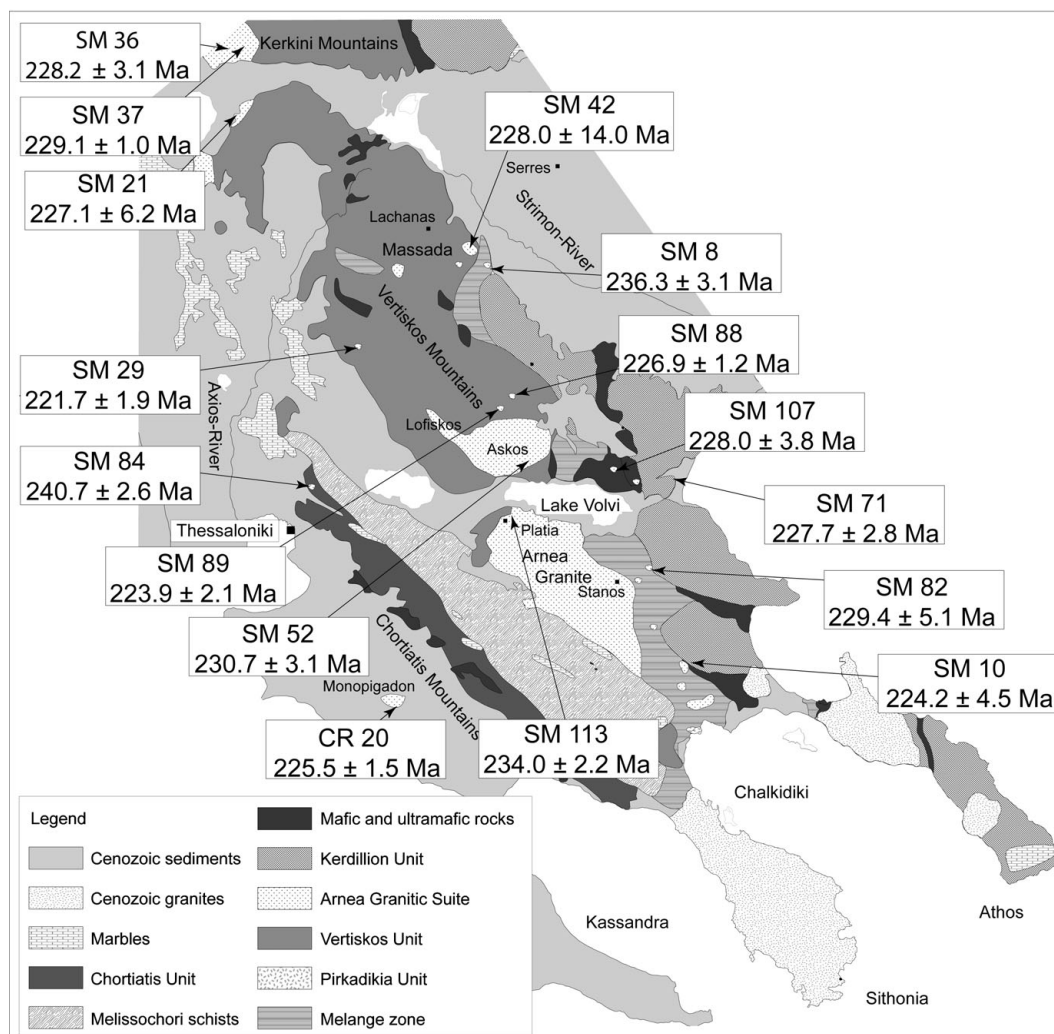 SM 36
228.2 ± 3.1 Ma
Kerkini Mountains
SM 37
229.1 ± 1.0 Ma
SM 42
228.0 ± 14.0 Ma
SM 21
227.1 ± 6.2 Ma
Serres
Strimon-River
Lachanas
Massada
SM 8
236.3 ± 3.1 Ma
Vertiskos Mountains
SM 88
226.9 ± 1.2 Ma
SM 29
221.7 ± 1.9 Ma
Axios-River
SM 107
228.0 ± 3.8 Ma
Lofiskos
Askos
SM 84
240.7 ± 2.6 Ma
Lake Volvi
SM 71
227.7 ± 2.8 Ma
Thessaloniki
Platia
Arnea
Granite
Stanos
SM 89
223.9 ± 2.1 Ma
SM 82
229.4 ± 5.1 Ma
SM 52
230.7 ± 3.1 Ma
Chortiatis Mountains
SM 10
224.2 ± 4.5 Ma
Monopigadon
CR 20
225.5 ± 1.5 Ma
SM 113
234.0 ± 2.2 Ma
Chalkidiki
Kassandra
Athos
Sithonia
Legend
Mafic and ultramafic rocks
Cenozoic sediments
Kerdillion Unit
Cenozoic granites
Arnea Granitic Suite
Marbles
Vertiskos Unit
Chortiatis Unit
Pirkadikia Unit
Melissochori schists
Melange zone